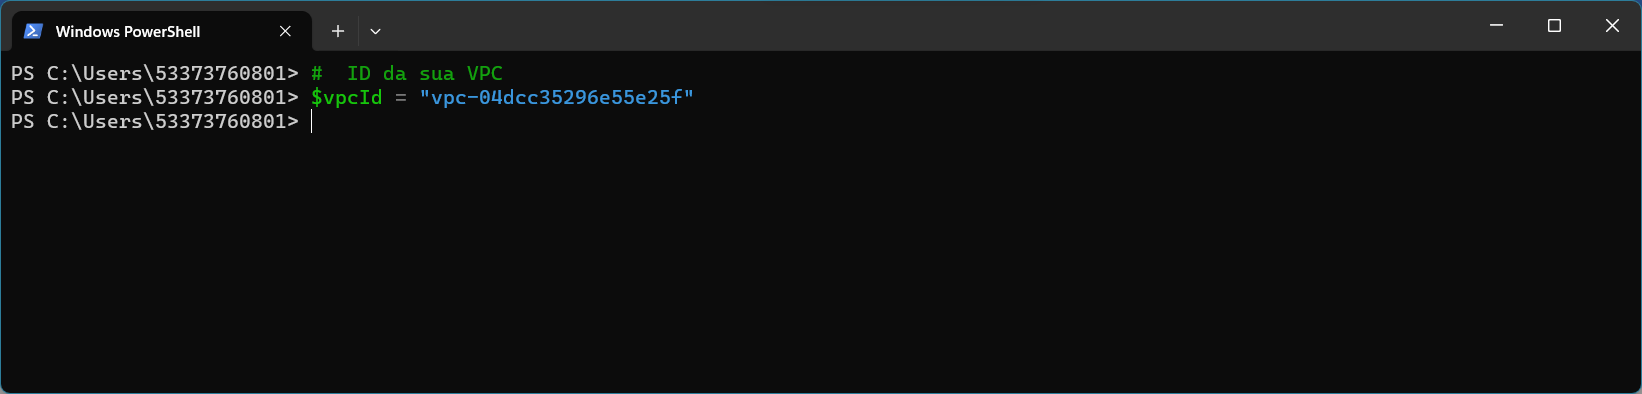 Windows PowerShell
PS C:\Users\53373760801> #  ID da sua VPC
PS C:\Users\53373760801> $vpcId = "vpc-04dcc35296e55e25f"
PS C:\Users\53373760801>